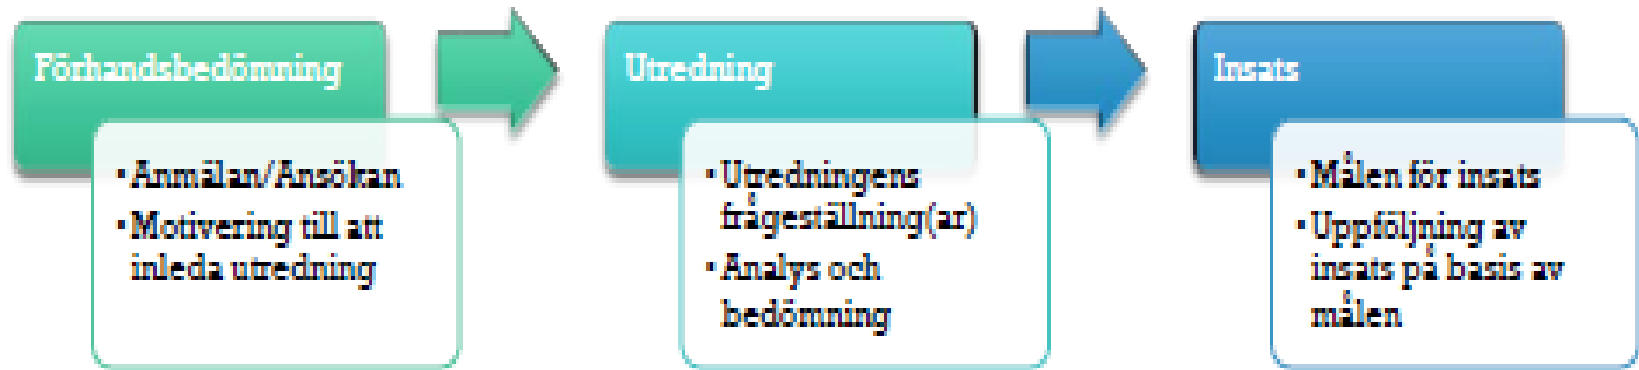 Förhandsbedömning
• Anmälan/Ansökan
• Motivering till att
inleda utredning
Utredning
• Utredningens
frågeställning(ar)
• Analys och
bedömning
Insats
• Målen för insats
• Uppföljning av
insats på basis av
målen